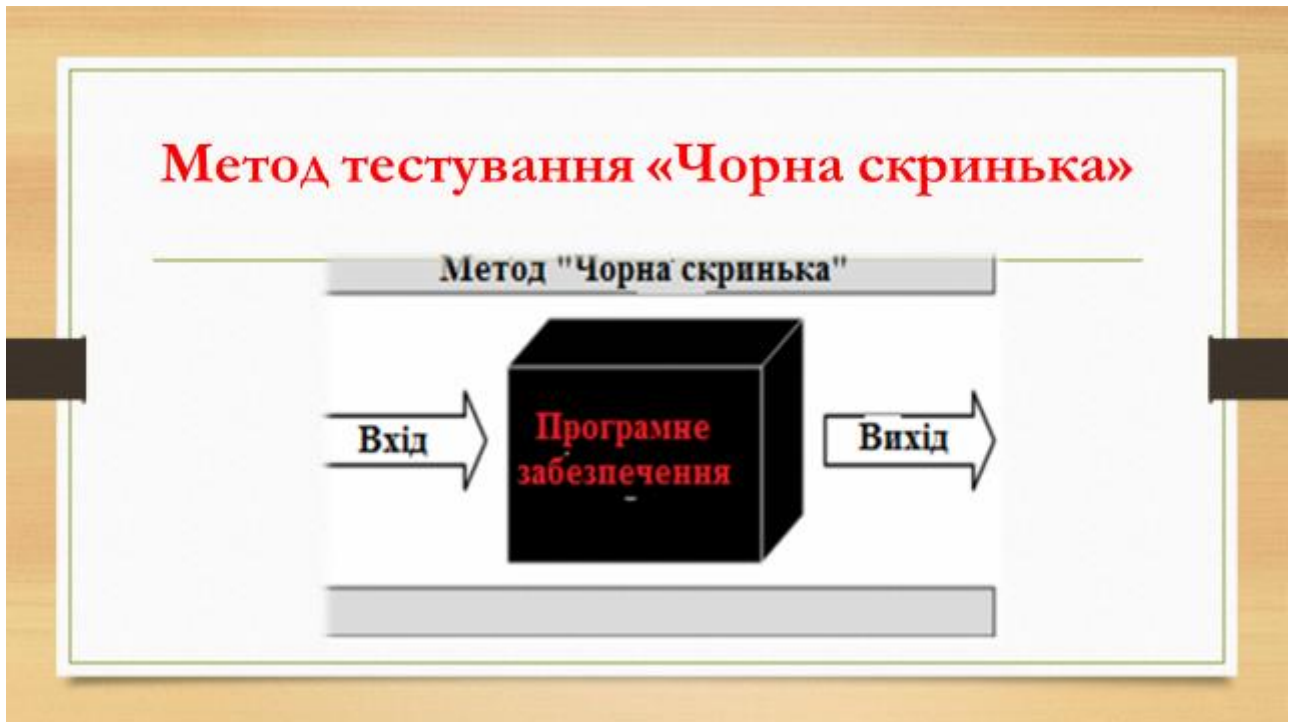 Метод тестування «Чорна скринька»
Метод "Чорна скринька"
Вхід
Програмне
забезпечення
Вихід